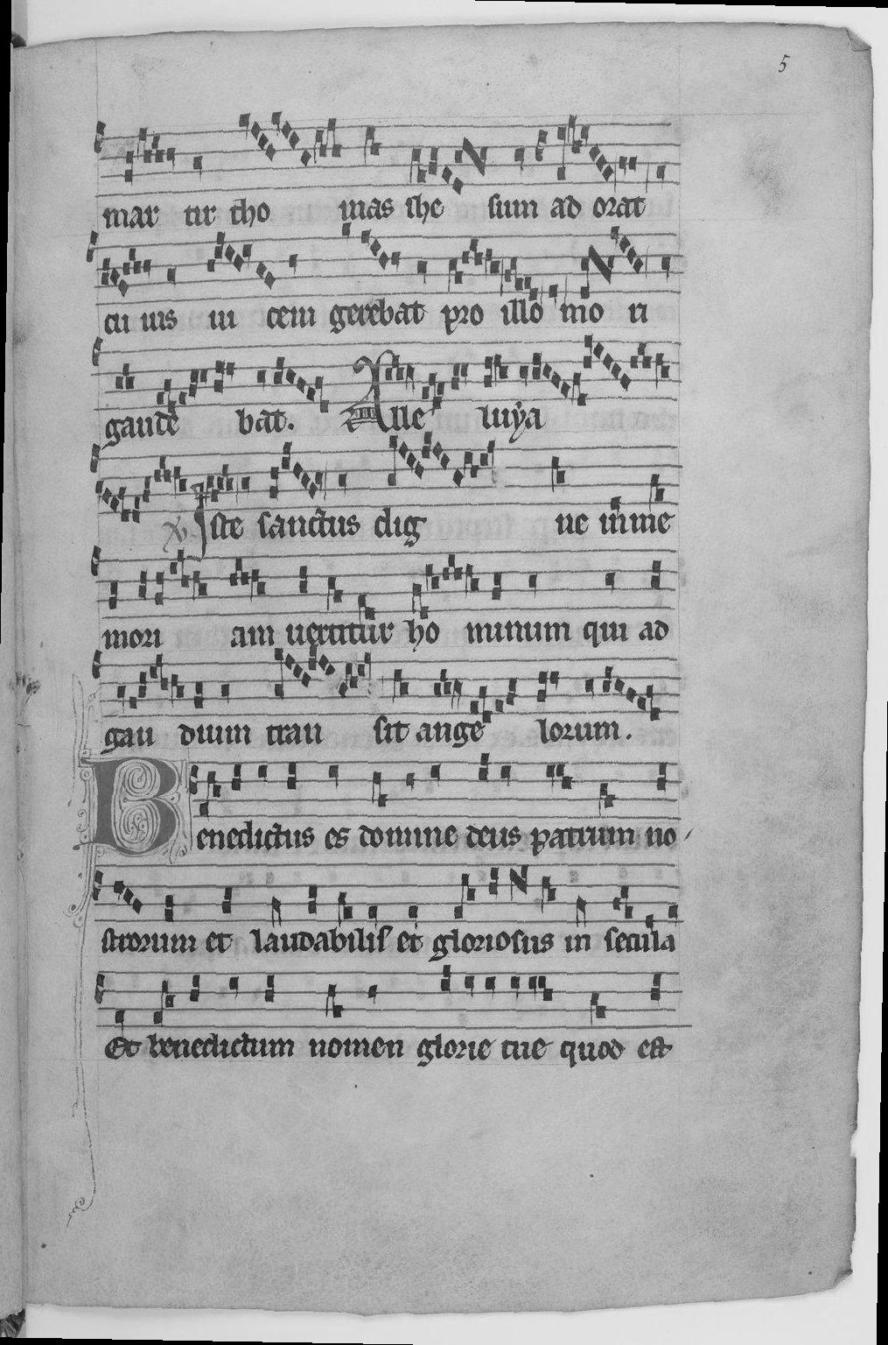 5
mar tir tho mas ihe sum ad orat
cu ius ui cem gerebat pro illo mo ri
gaude bat. Alle luÿa
℣ Iste sanctus dig ne in me
mori am uertitur ho minum qui ad
gau dium tran sit ange lorum.
Benedictus es domine deus patrum no
strorum et laudabilis et gloriosus in secula
Et benedictum nomen glorie tue quod est